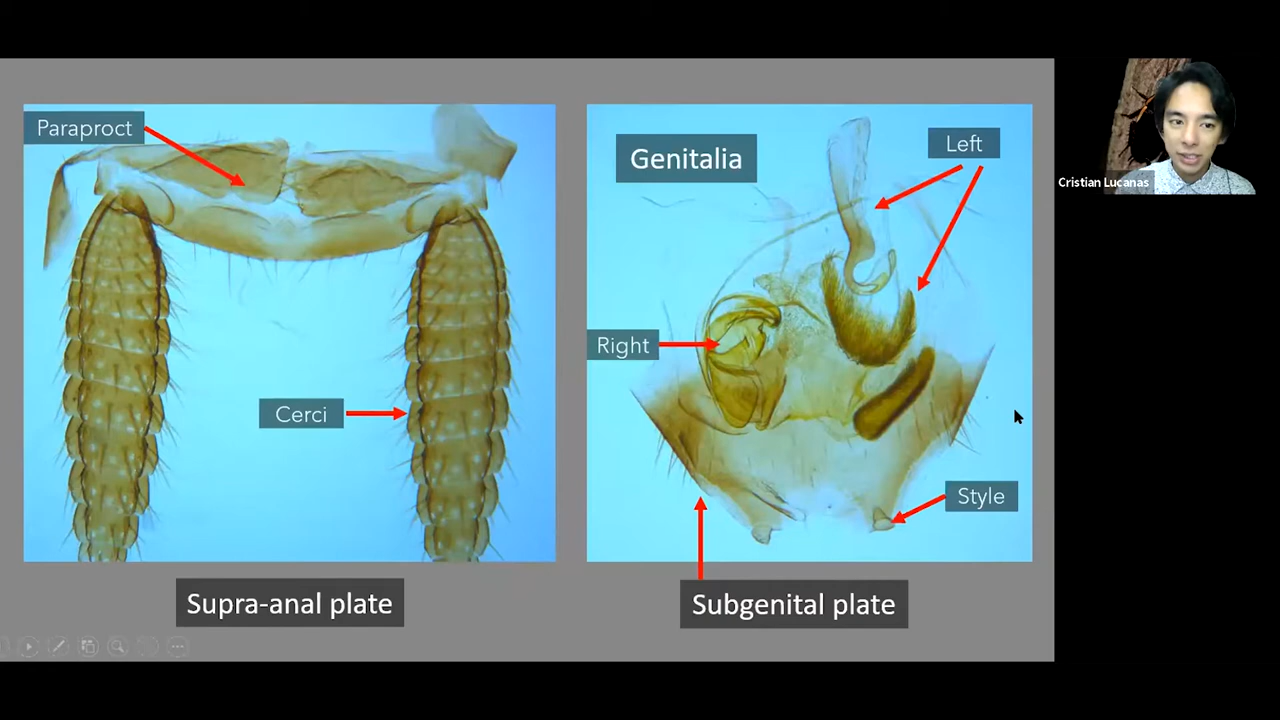 Paraproct
Cerci
Supra-anal plate
Genitalia
Left
Right
Style
Subgenital plate
Cristian Lucanas